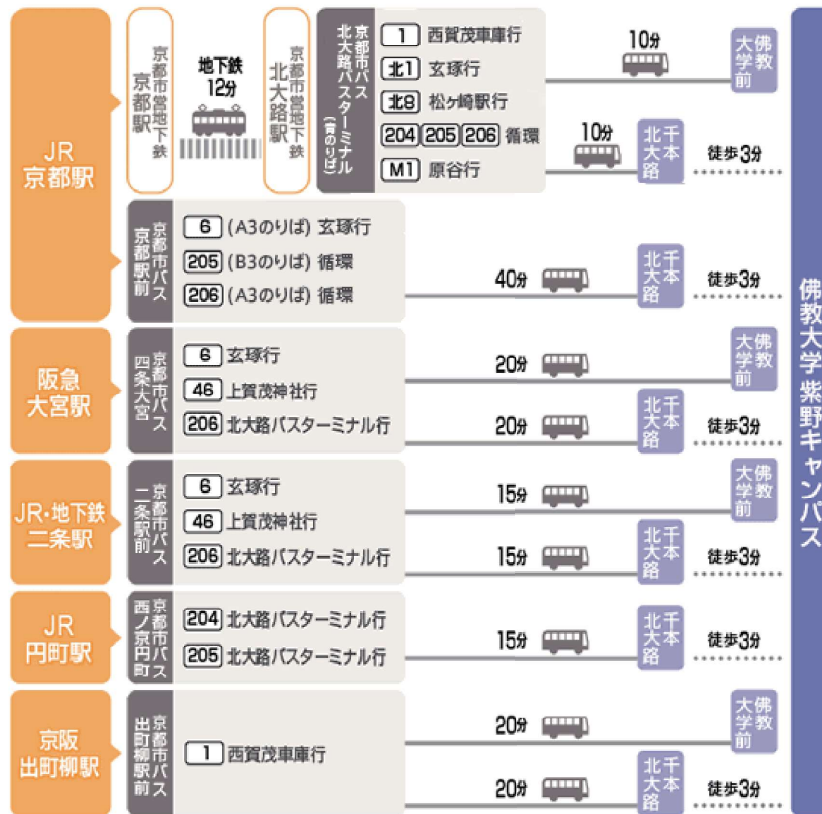 JR
京都駅
京都市営地下鉄
京都駅
地下鉄
12分
京都市営地下鉄
北大路駅
京都市バス
北大路バスターミナル
(青のりば)
1 西賀茂車庫行
北1 玄琢行
北8 松ケ崎駅行
204 205 206 循環
M1 原谷行
10分
佛教
大学前
10分
千本
北大路
徒歩3分
京都市バス
京都駅前
6 (A3のりば) 玄琢行
205 (B3のりば) 循環
206 (A3のりば) 循環
40分
千本
北大路
徒歩3分
阪急
大宮駅
京都市バス
四条大宮
6 玄琢行
46 上賀茂神社行
206 北大路バスターミナル行
20分
佛教
大学前
20分
千本
北大路
徒歩3分
JR・地下鉄
二条駅
京都市バス
二条駅前
6 玄琢行
46 上賀茂神社行
206 北大路バスターミナル行
15分
佛教
大学前
15分
千本
北大路
徒歩3分
JR
円町駅
京都市バス
西ノ京円町
204 北大路バスターミナル行
205 北大路バスターミナル行
15分
千本
北大路
徒歩3分
京阪
出町柳駅
京都市バス
出町柳駅前
1 西賀茂車庫行
20分
佛教
大学前
20分
千本
北大路
徒歩3分
佛教大学 紫野キャンパス